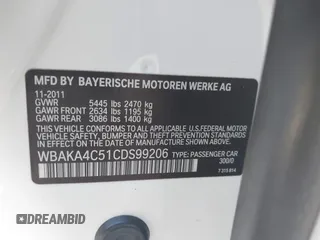 MFD BY BAYERISCHE MOTOREN WERKE AG
11-2011
GVWR 5445 lbs 2470 kg
GAWR FRONT 2634 lbs 1195 kg
GAWR REAR 3086 lbs 1400 kg
THIS VEHICLE CONFORMS TO ALL APPLICABLE
FEDERAL MOTOR VEHICLE SAFETY, BUMPER,
AND THEFT PREVENTION STANDARDS IN EFFECT
ON THE DATE OF MANUFACTURE SHOWN ABOVE.
WBAKA4C51CDS99206 TYPE: PASSENGER CAR
300/0